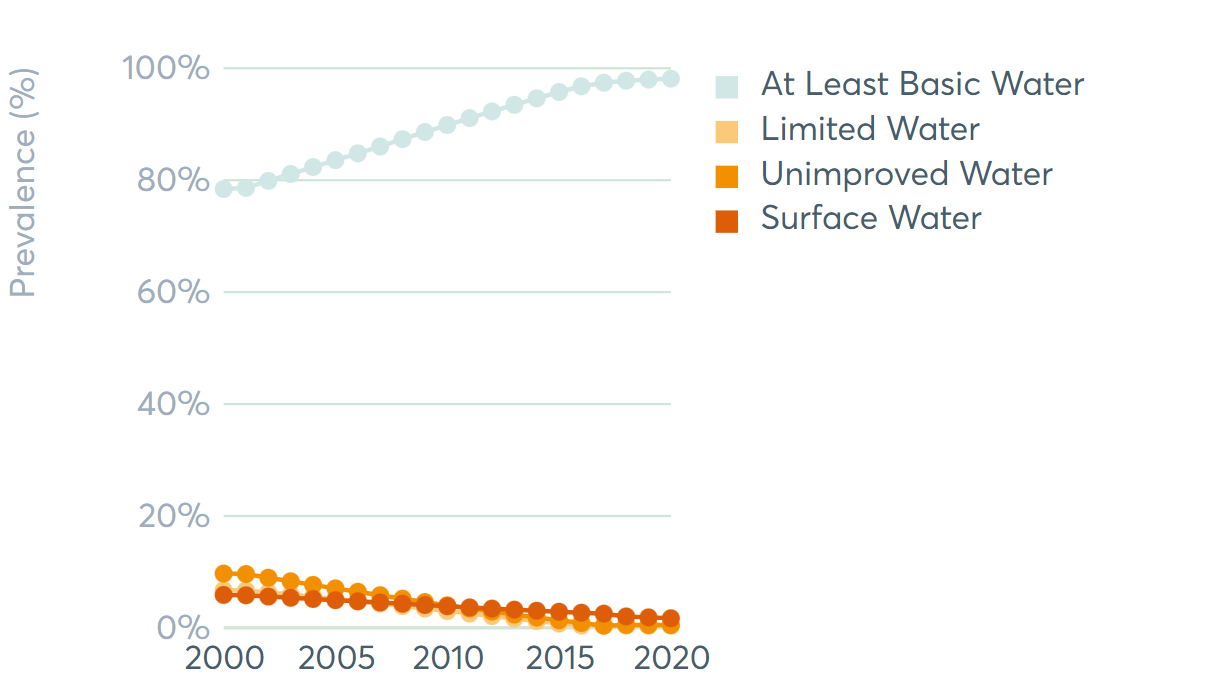 Prevalence (%)
100%
80%
60%
40%
20%
0%
2000 2005 2010 2015 2020
At Least Basic Water
Limited Water
Unimproved Water
Surface Water